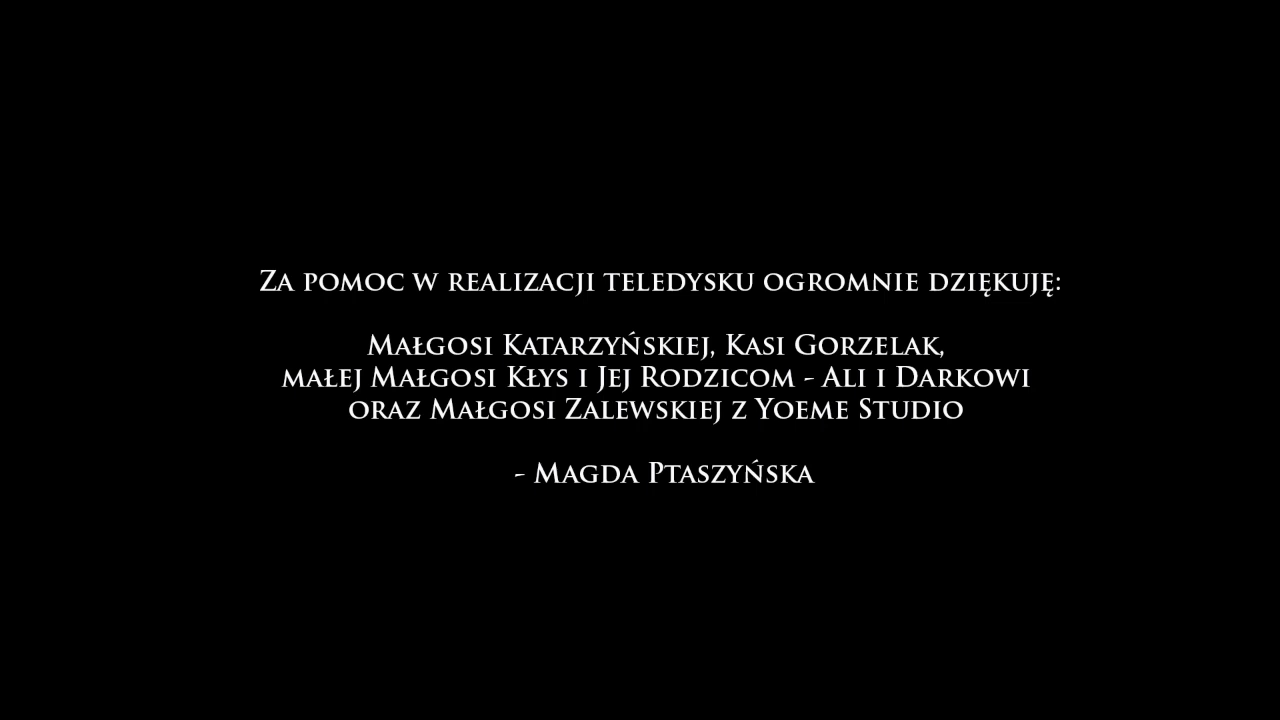 Za pomoc w realizacji teledysku ogromnie dziękuję:
Małgosi Katarzyńskiej, Kasi Gorzelak,
małej Małgosi Kłys i Jej Rodzicom - Ali i Darkowi
oraz Małgosi Zalewskiej z Yoeme Studio
- Magda Ptaszyńska